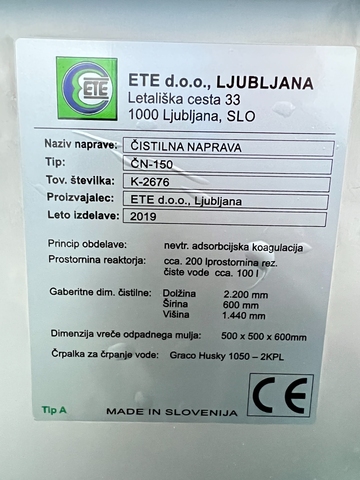 ETE
ETE d.o.o., LJUBLJANA
Letališka cesta 33
1000 Ljubljana, SLO
Naziv naprave: ČISTILNA NAPRAVA
Tip: ČN-150
Tov. številka: K-2676
Proizvajalec: ETE d.o.o., Ljubljana
Leto izdelave: 2019
Princip obdelave: nevtr. adsorbcijska koagulacija
Prostornina reaktorja: cca. 200 lprostornina rez.
čiste vode cca. 100 l
Gaberitne dim. čistilne: Dolžina 2.200 mm
Širina 600 mm
Višina 1.440 mm
Dimenzija vreče odpadnega mulja: 500 x 500 x 600mm
Črpalka za črpanje vode: Graco Husky 1050 – 2KPL
CE
Tip A MADE IN SLOVENIJA